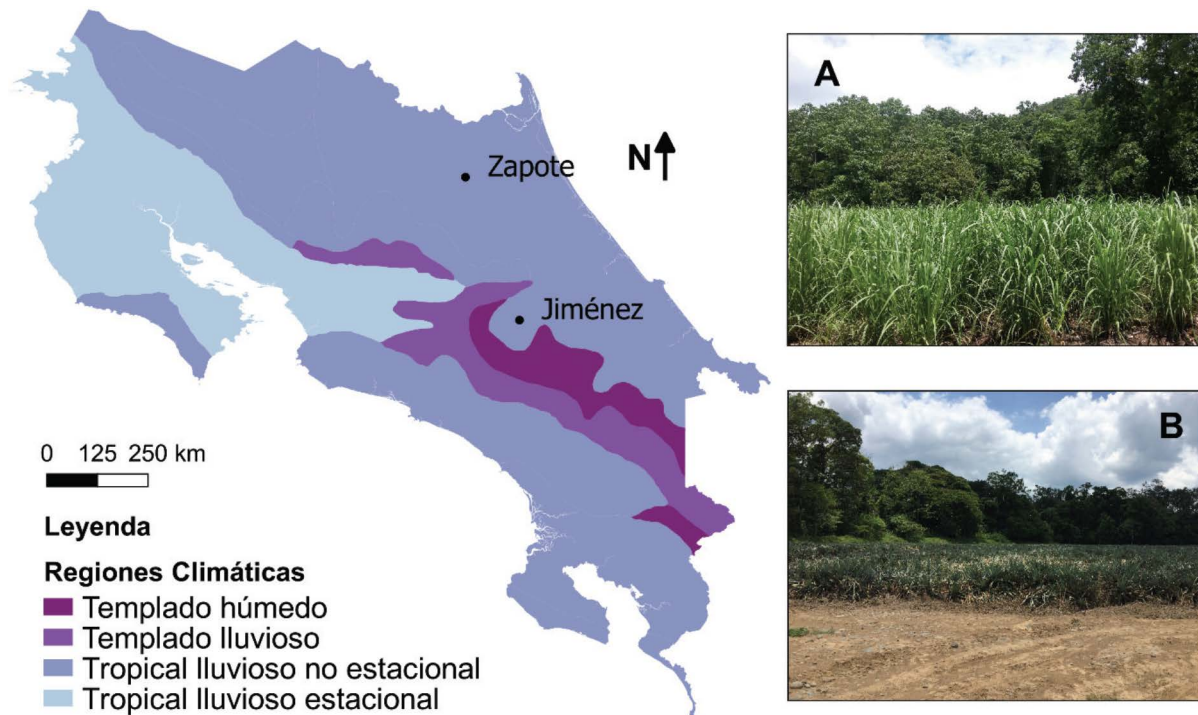 Zapote
N
Jiménez
0 125 250 km
Leyenda
Regiones Climáticas
Templado húmedo
Templado lluvioso
Tropical lluvioso no estacional
Tropical lluvioso estacional
A
B